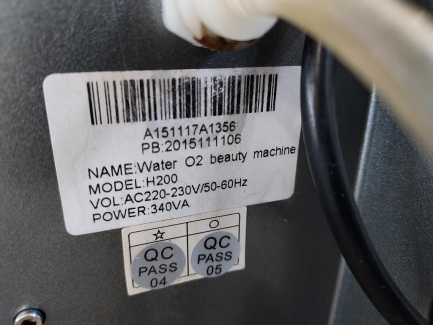 A151117A1356
PB:2015111106
NAME:Water O2 beauty machine
MODEL:H200
VOL:AC220-230V/50-60Hz
POWER:340VA
QC QC
PASS PASS
04 05